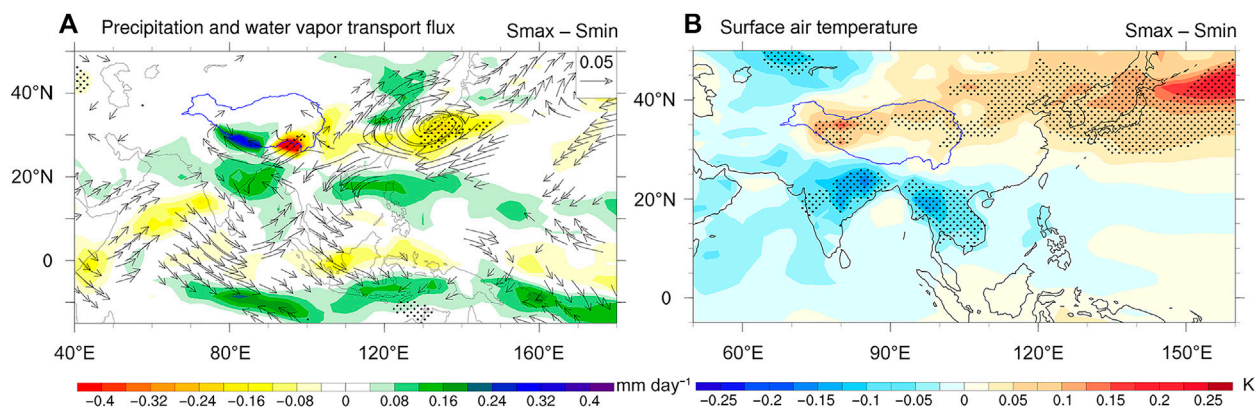 A Precipitation and water vapor transport flux Smax – Smin
0.05
40°N
20°N
0
40°E 80°E 120°E 160°E
−0.4 −0.32 −0.24 −0.16 −0.08 0 0.08 0.16 0.24 0.32 0.4 mm day⁻¹
B Surface air temperature Smax – Smin
40°N
20°N
0
60°E 90°E 120°E 150°E
−0.25 −0.2 −0.15 −0.1 −0.05 0 0.05 0.1 0.15 0.2 0.25 K